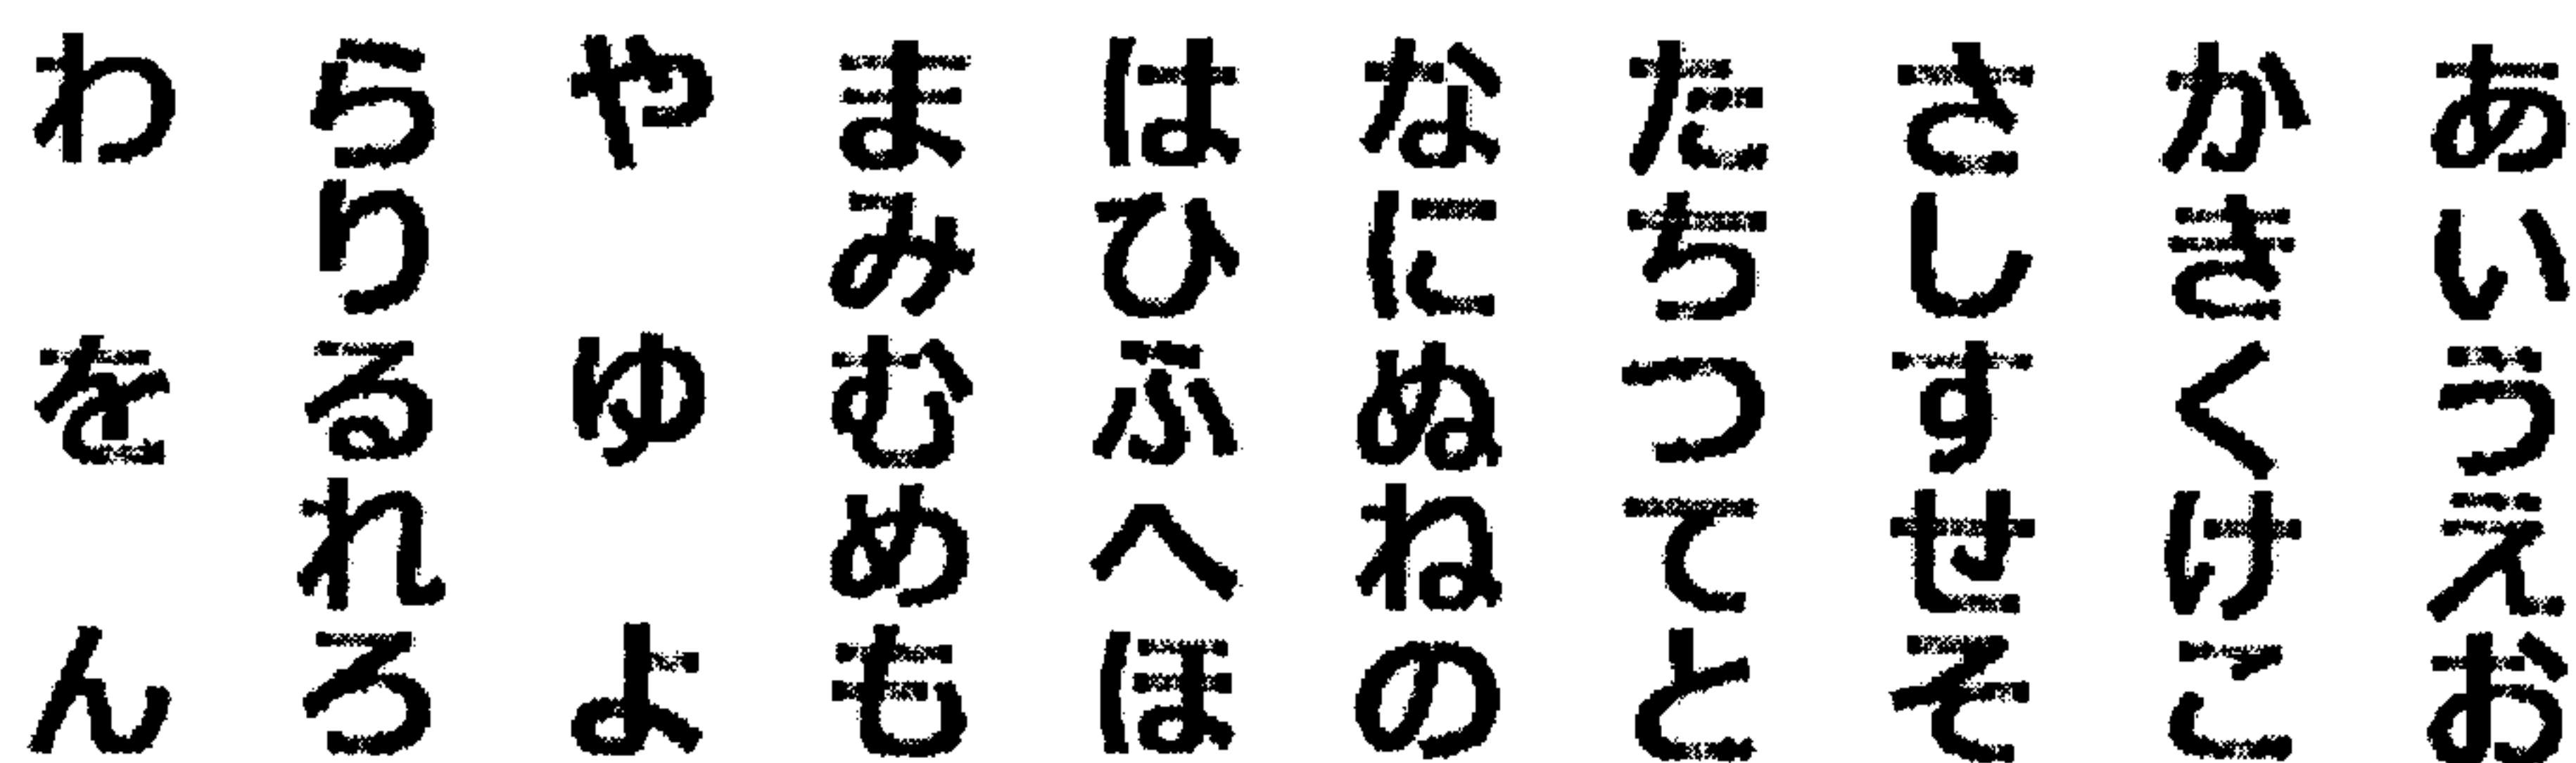 わ ら や ま は な た さ か あ
り み ひ に ち し き い
を る ゆ む ふ ぬ つ す く う
れ め へ ね て せ け え
ん ろ よ も ほ の と そ こ お